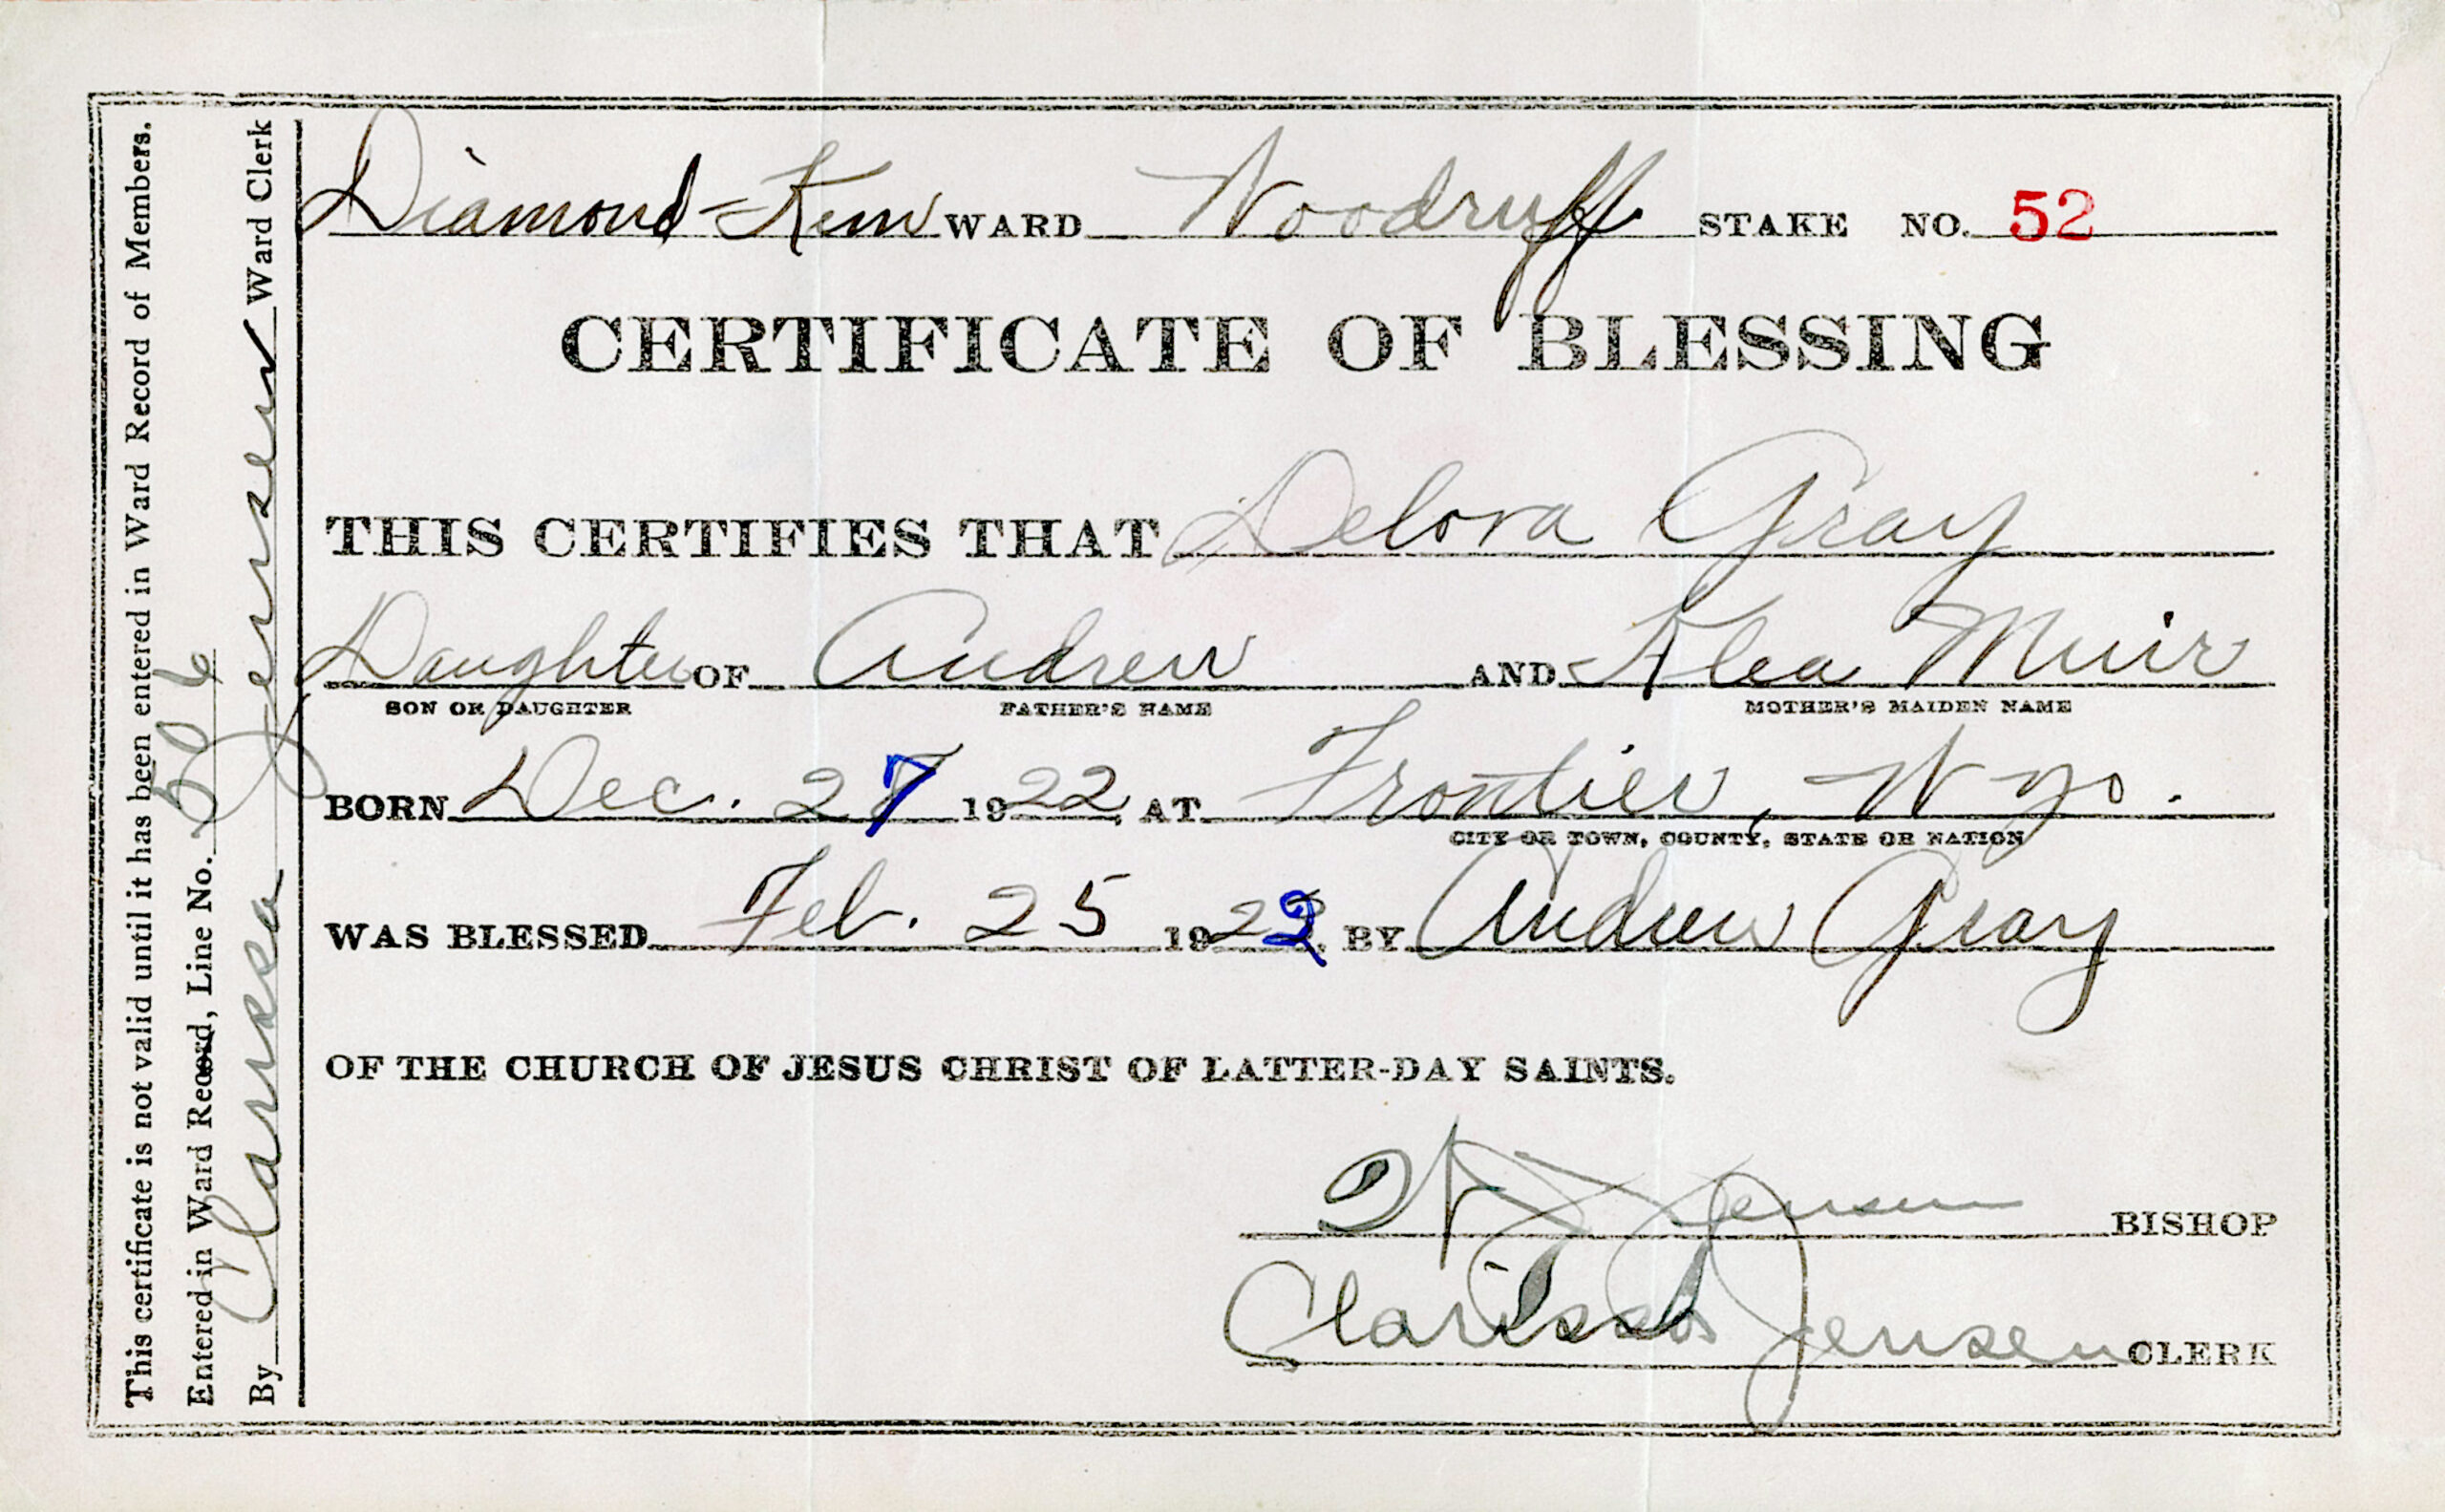 Diamond-Kem WARD Woodruff STAKE NO. 52
CERTIFICATE OF BLESSING
THIS CERTIFIES THAT Delora Gray
Daughter OF Andrew AND Alea Muir
SON OR DAUGHTER FATHER'S NAME MOTHER'S MAIDEN NAME
BORN Dec. 27 1922, AT Frontier, Wyo.
CITY OR TOWN, COUNTY, STATE OR NATION
WAS BLESSED Feb. 25 1923, BY Andrew Gray
OF THE CHURCH OF JESUS CHRIST OF LATTER-DAY SAINTS.
Jensen BISHOP
Clarissa Jensen CLERK
This certificate is not valid until it has been entered in Ward Record of Members.
Entered in Ward Record, Line No. 506
By Clarissa Jensen Ward Clerk